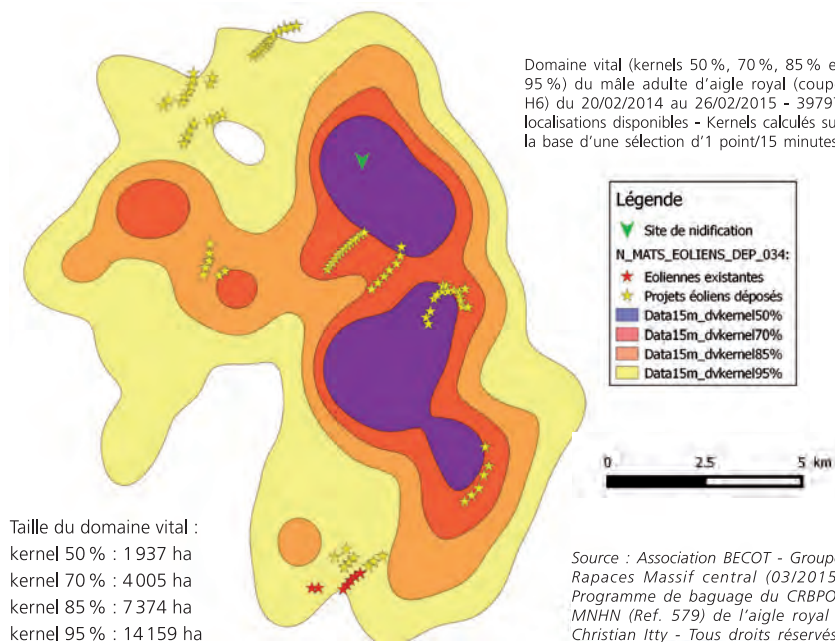 Domaine vital (kernels 50 %, 70 %, 85 % e
95 %) du mâle adulte d'aigle royal (coupl
H6) du 20/02/2014 au 26/02/2015 - 39797
localisations disponibles - Kernels calculés su
la base d'une sélection d'1 point/15 minutes
Légende
Site de nidification
N_MATS_EOLIENS_DEP_034:
Eoliennes existantes
Projets éoliens déposés
Data15m_dvkernel50%
Data15m_dvkernel70%
Data15m_dvkernel85%
Data15m_dvkernel95%
0 2.5 5 km
Taille du domaine vital :
kernel 50 % : 1 937 ha
kernel 70 % : 4 005 ha
kernel 85 % : 7 374 ha
kernel 95 % : 14 159 ha
Source : Association BECOT - Groupe
Rapaces Massif central (03/2015)
Programme de baguage du CRBPO
MNHN (Ref. 579) de l'aigle royal
Christian Itty - Tous droits réservés